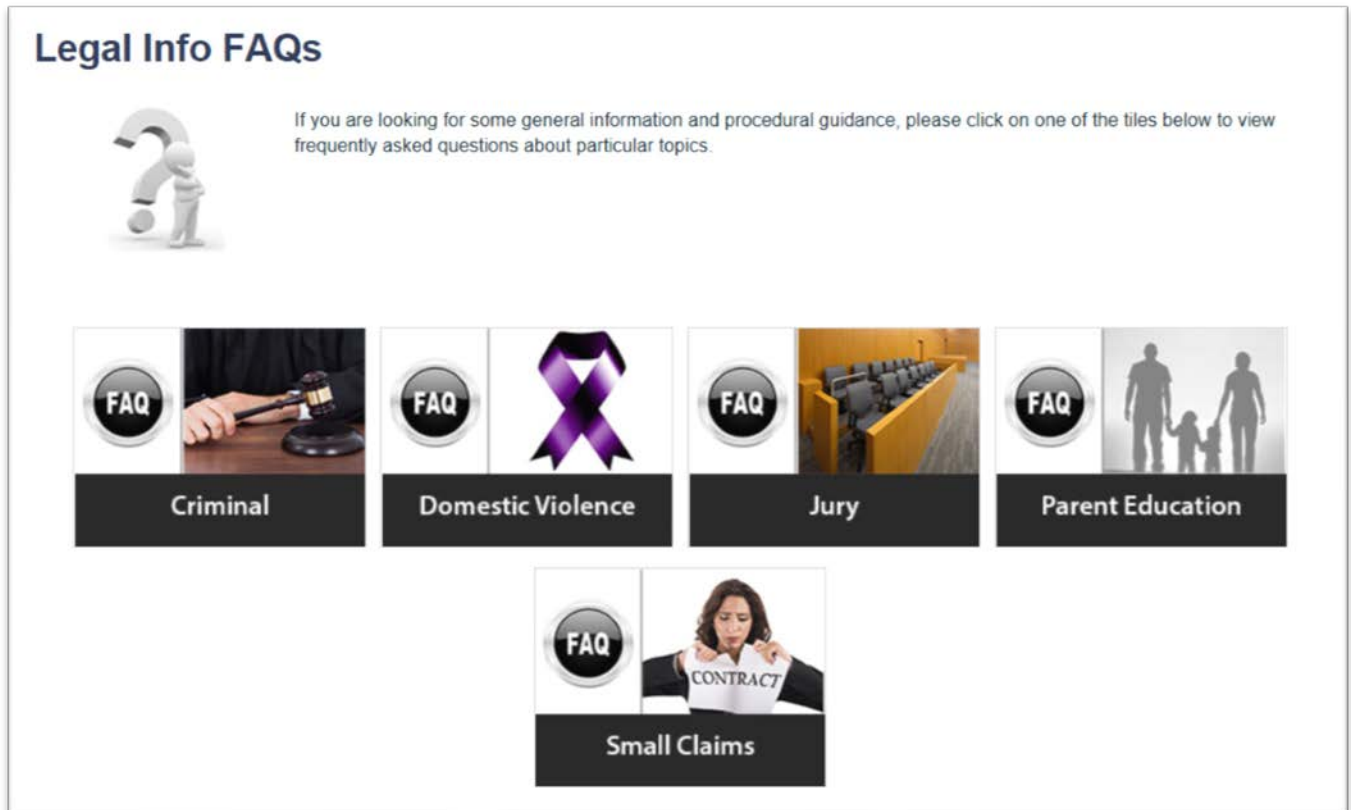 Legal Info FAQs
If you are looking for some general information and procedural guidance, please click on one of the tiles below to view
frequently asked questions about particular topics.
FAQ
Criminal
FAQ
Domestic Violence
FAQ
Jury
FAQ
Parent Education
FAQ
CONTRACT
Small Claims